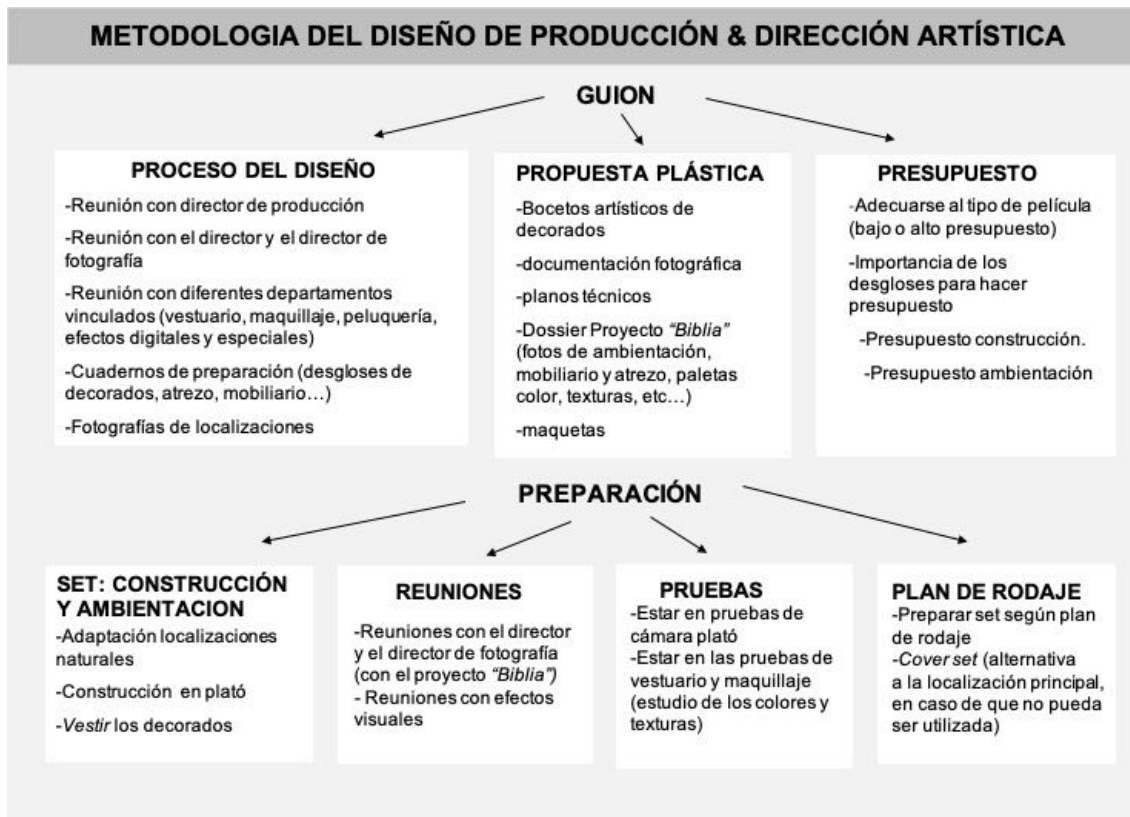 METODOLOGIA DEL DISEÑO DE PRODUCCIÓN & DIRECCIÓN ARTÍSTICA
GUION
PROCESO DEL DISEÑO
-Reunión con director de producción
-Reunión con el director y el director de
fotografía
-Reunión con diferentes departamentos
vinculados (vestuario, maquillaje, peluquería,
efectos digitales y especiales)
-Cuadernos de preparación (desgloses de
decorados, atrezo, mobiliario…)
-Fotografías de localizaciones
PROPUESTA PLÁSTICA
-Bocetos artísticos de
decorados
-documentación fotográfica
-planos técnicos
-Dossier Proyecto “Biblia”
(fotos de ambientación,
mobiliario y atrezo, paletas
color, texturas, etc…)
-maquetas
PRESUPUESTO
-Adecuarse al tipo de película
(bajo o alto presupuesto)
-Importancia de los
desgloses para hacer
presupuesto
-Presupuesto construcción.
-Presupuesto ambientación
PREPARACIÓN
SET: CONSTRUCCIÓN
Y AMBIENTACION
-Adaptación localizaciones
naturales
-Construcción en plató
-Vestir los decorados
REUNIONES
-Reuniones con el director
y el director de fotografía
(con el proyecto “Biblia”)
- Reuniones con efectos
visuales
PRUEBAS
-Estar en pruebas de
cámara plató
-Estar en las pruebas de
vestuario y maquillaje
(estudio de los colores y
texturas)
PLAN DE RODAJE
-Preparar set según plan
de rodaje
-Cover set (alternativa
a la localización principal,
en caso de que no pueda
ser utilizada)